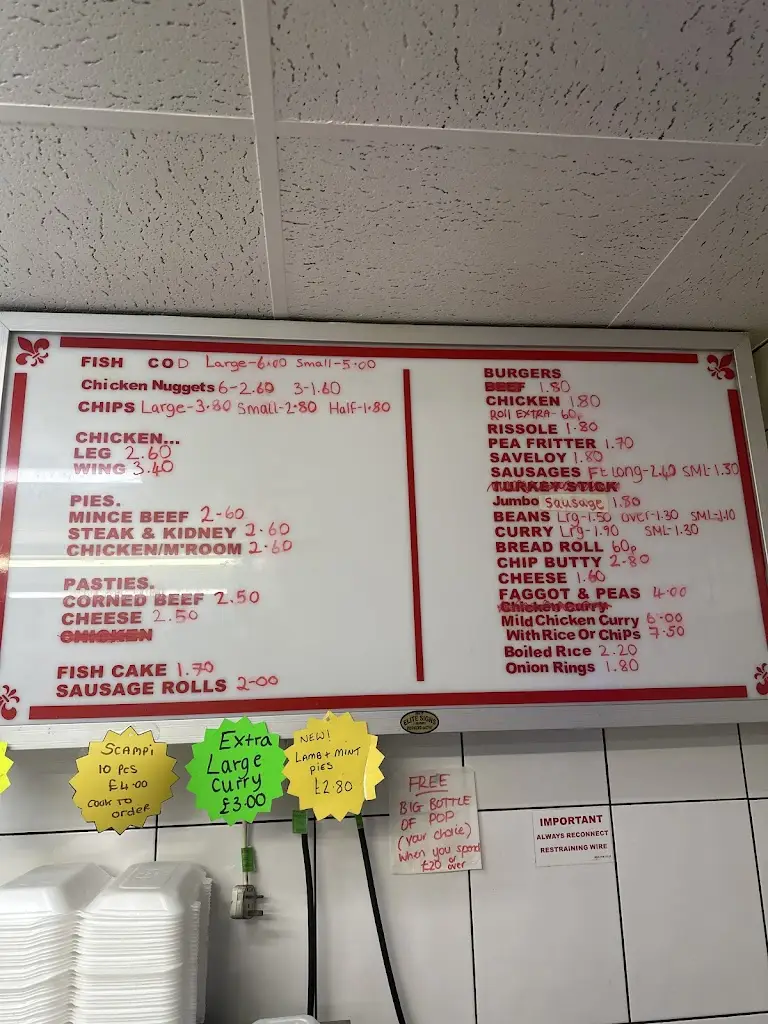 FISH COD Large-6.00 Small-5.00
Chicken Nuggets 6-2.60 3-1.60
CHIPS Large-3.80 Small-2.80 Half-1.80
CHICKEN...
LEG 2.60
WING 3.40
PIES.
MINCE BEEF 2-60
STEAK & KIDNEY 2.60
CHICKEN/M'ROOM 2.60
PASTIES.
CORNED BEEF 2.50
CHEESE 2.50
CHICKEN
FISH CAKE 1.70
SAUSAGE ROLLS 2-00
BURGERS
BEEF 1.80
CHICKEN 1.80
Roll EXTRA- 60p
RISSOLE 1.80
PEA FRITTER 1.70
SAVELOY 1.80
SAUSAGES Ft Long-2.40 SML-1.30
TURKEY STICK
Jumbo Sausage 1.80
BEANS Lrg-1.50 over-1.30 SML-1.10
CURRY Lrg-1.90 SML-1.30
BREAD ROLL 60p
CHIP BUTTY 2-80
CHEESE 1.60
FAGGOT & PEAS 4.00
Chicken Curry
Mild Chicken Curry 6-00
With Rice Or Chips 7.50
Boiled Rice 2.20
Onion Rings 1.80
ELITE SIGNS
SCAMPi
10 PCS
£4.00
COOK TO
order
Extra
Large
Curry
£3.00
NEW!
LAMB + MINT
PIES
£2.80
FREE
BIG BOTTLE
OF POP
(your choice)
when you spend
£20 or over
IMPORTANT
ALWAYS RECONNECT
RESTRAINING WIRE